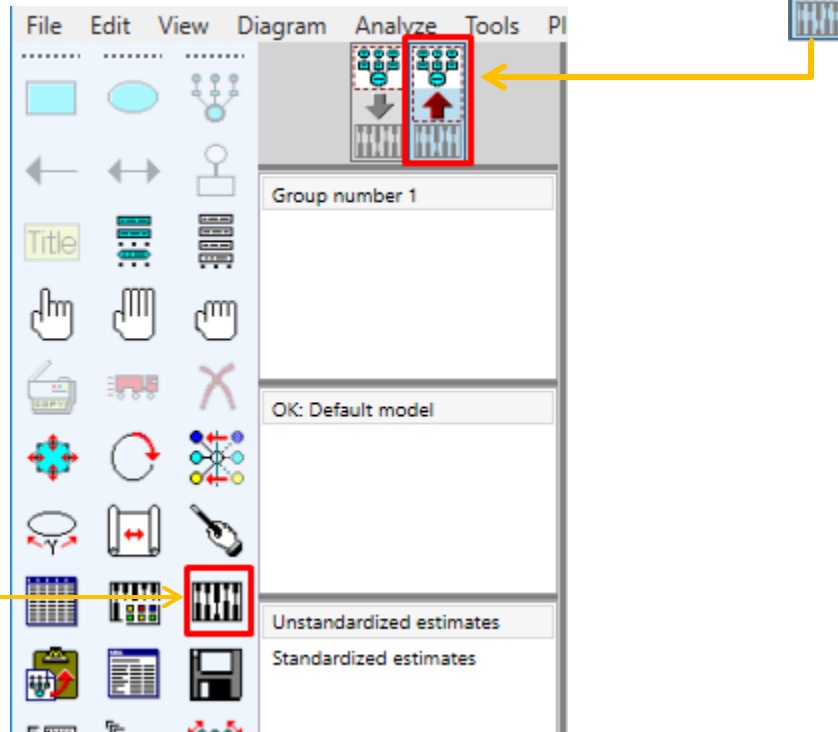 File Edit View Diagram Analyze Tools Pl
Group number 1
Title
OK: Default model
Unstandardized estimates
Standardized estimates